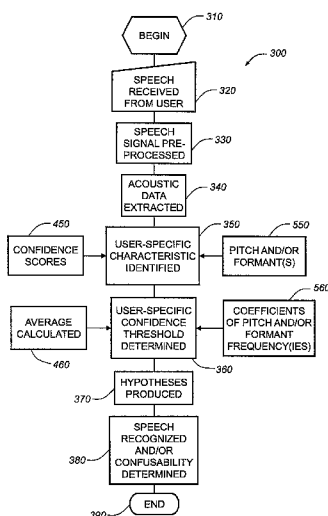 310
BEGIN
300
SPEECH
RECEIVED
FROM USER
320
SPEECH
SIGNAL PRE-
PROCESSED
330
ACOUSTIC
DATA
EXTRACTED
340
450
350
550
CONFIDENCE
SCORES
USER-SPECIFIC
CHARACTERISTIC
IDENTIFIED
PITCH AND/OR
FORMANT(S)
560
AVERAGE
CALCULATED
USER-SPECIFIC
CONFIDENCE
THRESHOLD
DETERMINED
COEFFICIENTS
OF PITCH AND/OR
FORMANT
FREQUENCY(IES)
460
360
370
HYPOTHESES
PRODUCED
380
SPEECH
RECOGNIZED
AND/OR
CONFUSABILITY
DETERMINED
390
END